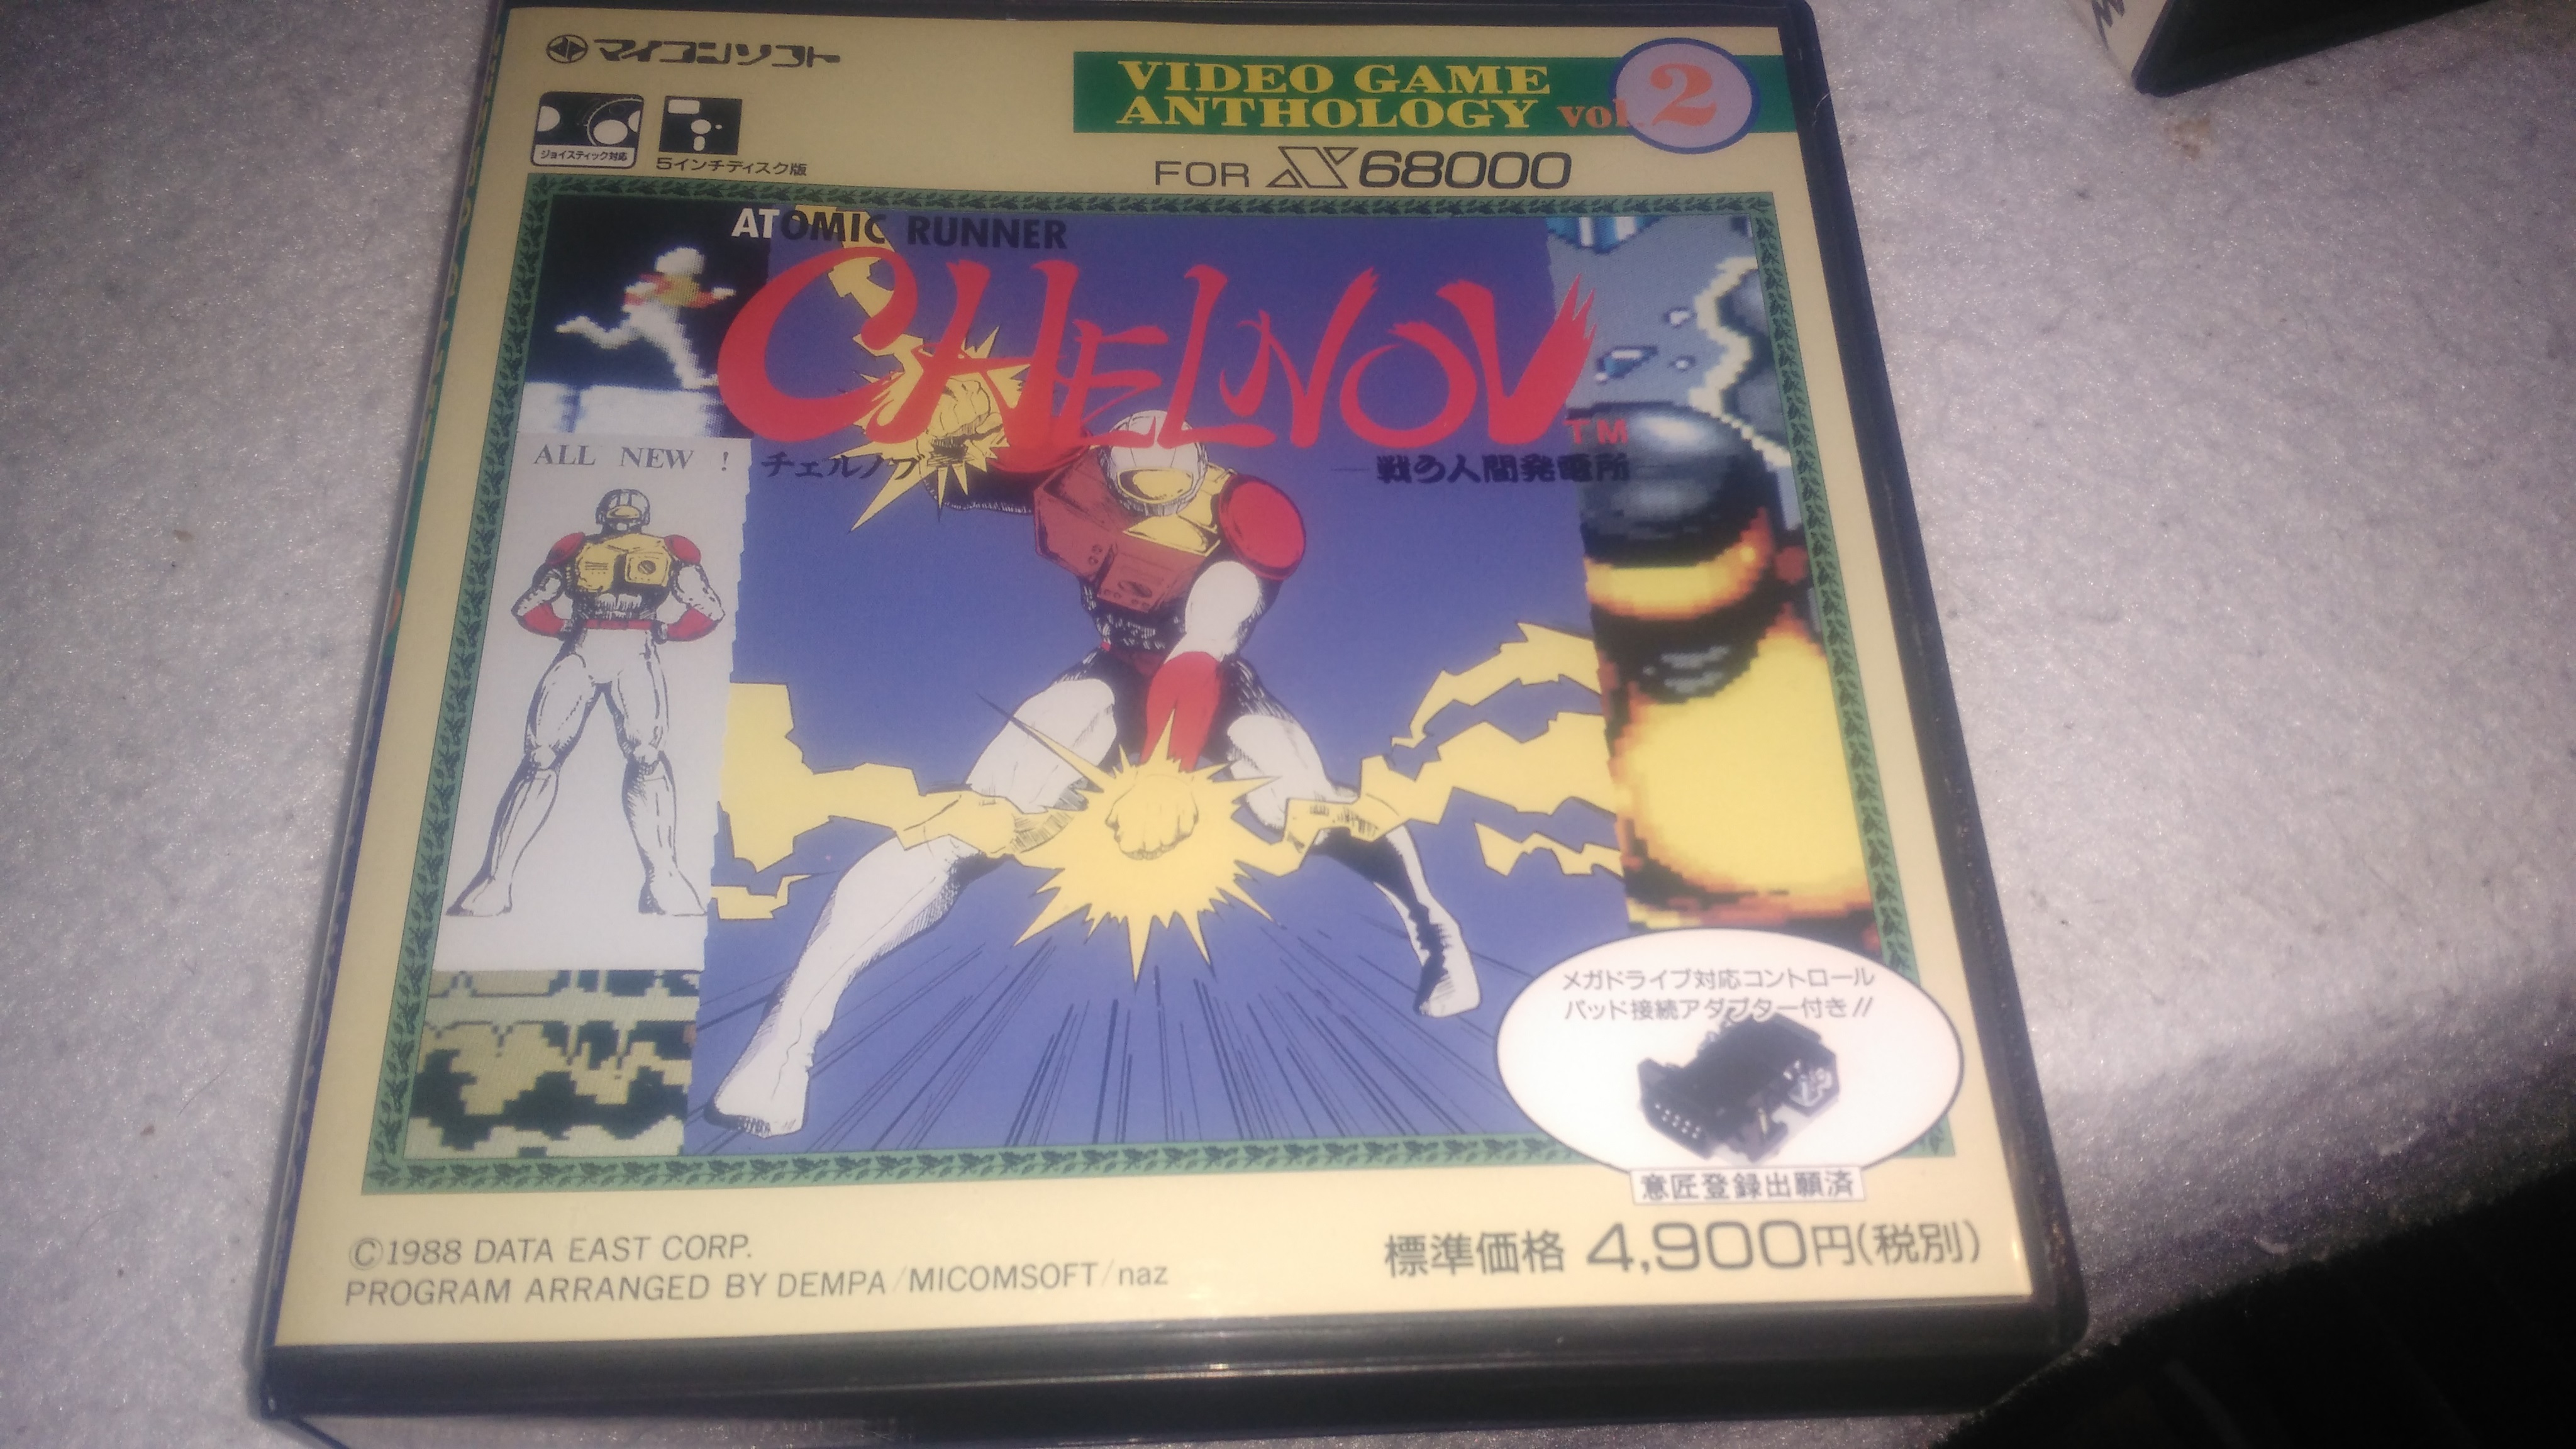 マイコンソフト
VIDEO GAME
ANTHOLOGY vol. 2
ジョイスティック対応
5インチディスク版
FOR X68000
ATOMIC RUNNER
CHELNOV TM
チェルノブ
戦う人間発電所
ALL NEW !
メガドライブ対応コントロール
パッド接続アダプター付き!!
意匠登録出願済
標準価格 4,900円(税別)
©1988 DATA EAST CORP.
PROGRAM ARRANGED BY DEMPA/MICOMSOFT/naz